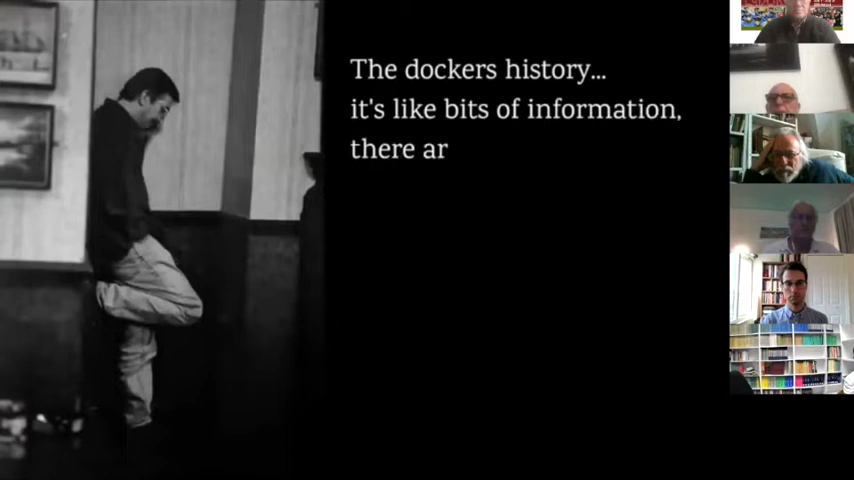 The dockers history...
it's like bits of information,
there ar